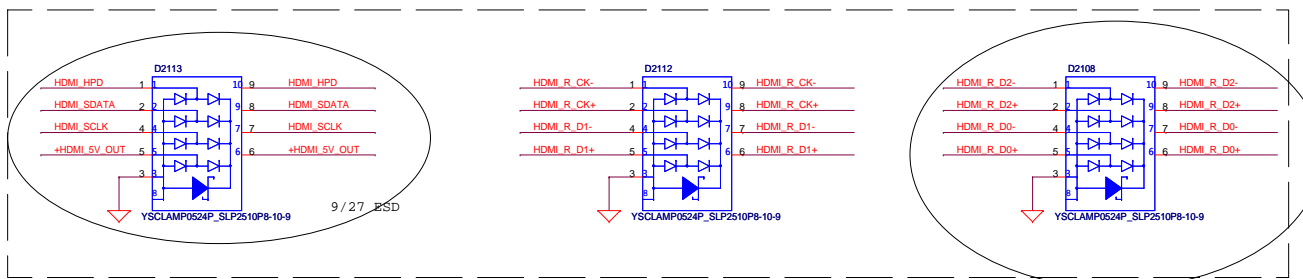 D2113
HDMI_HPD 1 1 10 9 HDMI_HPD
HDMI_SDATA 2 2 9 8 HDMI_SDATA
HDMI_SCLK 4 4 7 7 HDMI_SCLK
+HDMI_5V_OUT 5 5 6 6 +HDMI_5V_OUT
3 3
8
YSCLAMP0524P_SLP2510P8-10-9
9/27 ESD
D2112
HDMI_R_CK- 1 1 10 9 HDMI_R_CK-
HDMI_R_CK+ 2 2 9 8 HDMI_R_CK+
HDMI_R_D1- 4 4 7 7 HDMI_R_D1-
HDMI_R_D1+ 5 5 6 6 HDMI_R_D1+
3 3
8
YSCLAMP0524P_SLP2510P8-10-9
D2108
HDMI_R_D2- 1 1 10 9 HDMI_R_D2-
HDMI_R_D2+ 2 2 9 8 HDMI_R_D2+
HDMI_R_D0- 4 4 7 7 HDMI_R_D0-
HDMI_R_D0+ 5 5 6 6 HDMI_R_D0+
3 3
8
YSCLAMP0524P_SLP2510P8-10-9